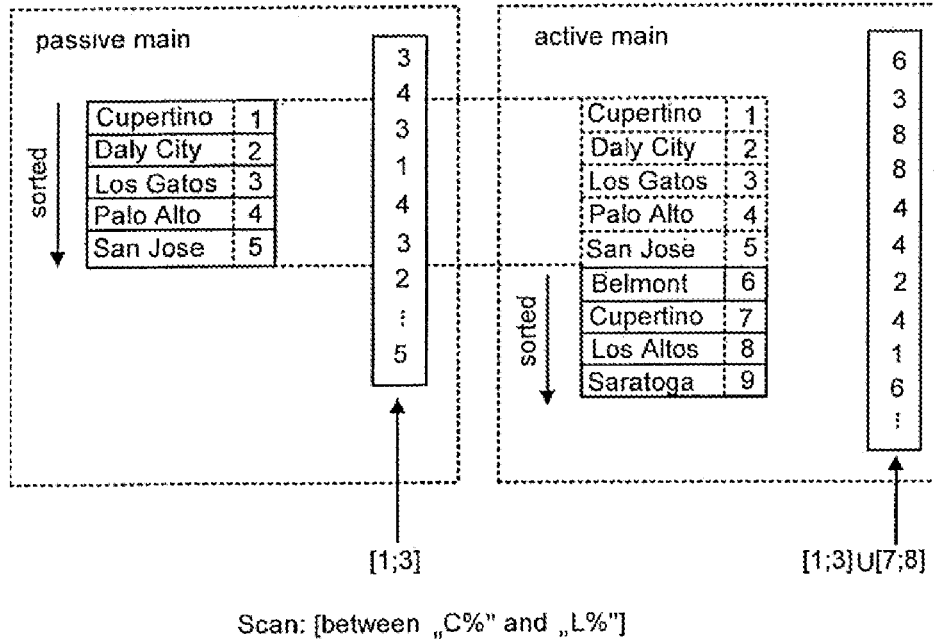 passive main
sorted
Cupertino 1
Daly City 2
Los Gatos 3
Palo Alto 4
San Jose 5
3
4
3
1
4
3
2
⋮
5
[1;3]
active main
Cupertino 1
Daly City 2
Los Gatos 3
Palo Alto 4
San Jose 5
sorted
Belmont 6
Cupertino 7
Los Altos 8
Saratoga 9
6
3
8
8
4
4
2
4
1
6
⋮
[1;3]U[7;8]
Scan: [between „C%" and „L%"]